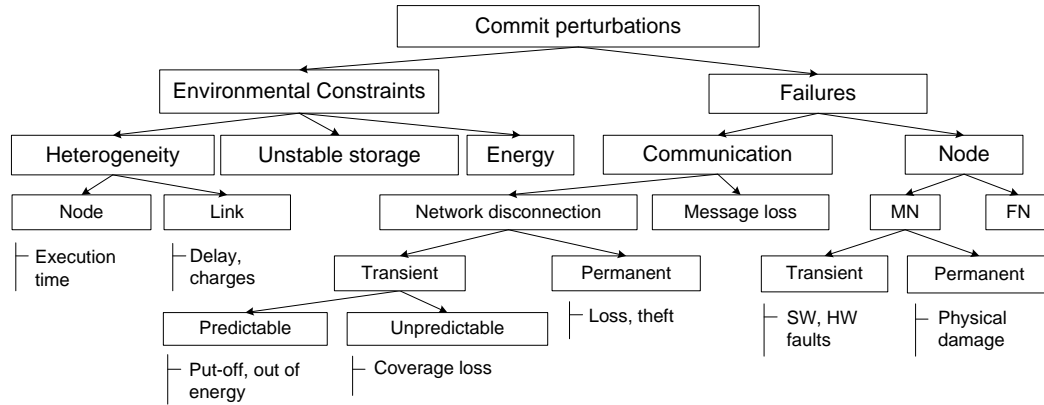 Commit perturbations
Environmental Constraints
Failures
Heterogeneity
Unstable storage
Energy
Communication
Node
Node
Link
Network disconnection
Message loss
MN
FN
Execution
time
Delay,
charges
Transient
Permanent
Transient
Permanent
Predictable
Unpredictable
Loss, theft
SW, HW
faults
Physical
damage
Put-off, out of
energy
Coverage loss